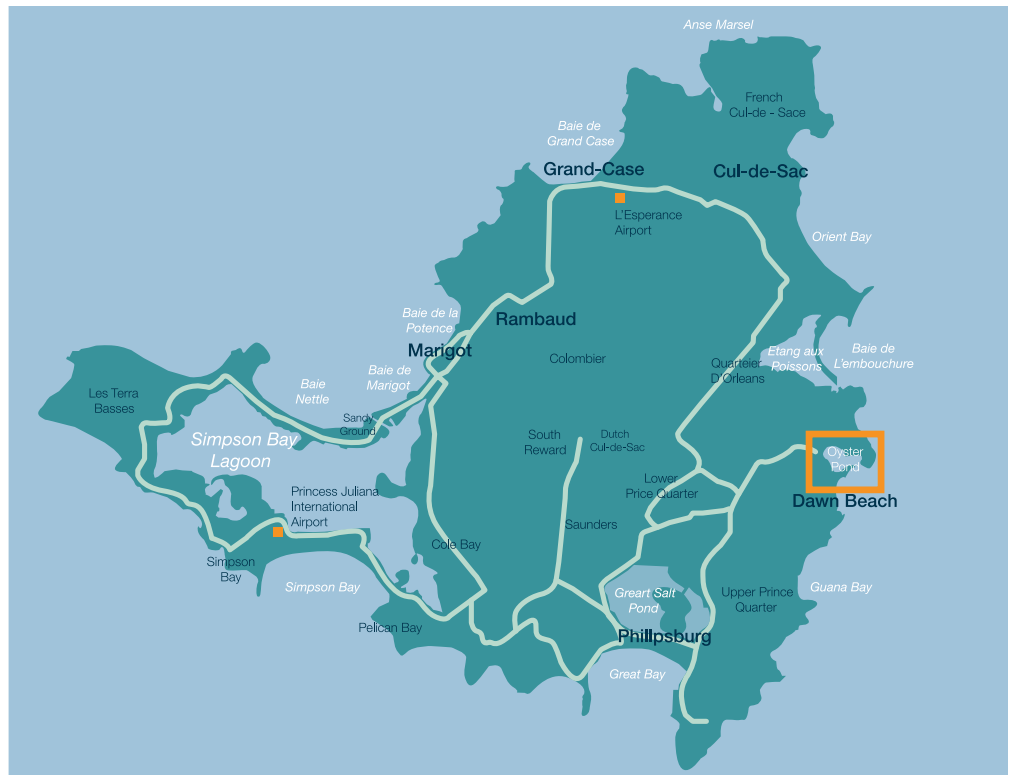 Anse Marsel
French
Cul-de - Sace
Baie de
Grand Case
Grand-Case
Cul-de-Sac
L'Esperance
Airport
Orient Bay
Baie de la
Potence
Rambaud
Marigot
Colombier
Quarteier
D'Orleans
Etang aux
Poissons
Baie de
L'embouchure
Baie de
Marigot
Baie
Nettle
Les Terra
Basses
Sandy
Ground
Simpson Bay
Lagoon
South
Reward
Dutch
Cul-de-Sac
Oyster
Pond
Lower
Price Quarter
Dawn Beach
Princess Juliana
International
Airport
Saunders
Cole Bay
Simpson
Bay
Simpson Bay
Greart Salt
Pond
Upper Prince
Quarter
Guana Bay
Pelican Bay
Philpsburg
Great Bay